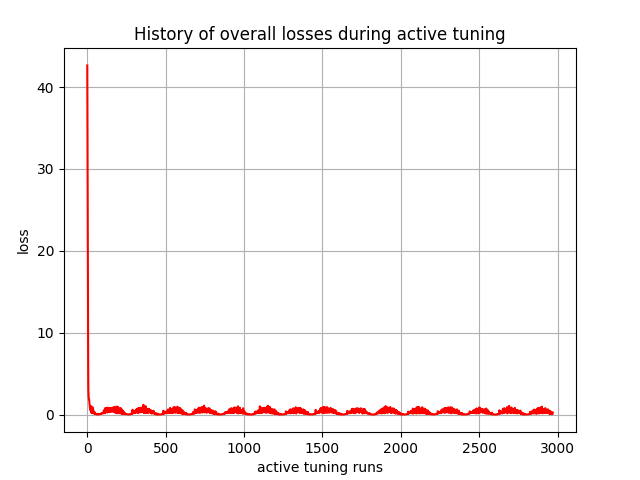 History of overall losses during active tuning
40
30
20
10
0
loss
0 500 1000 1500 2000 2500 3000
active tuning runs